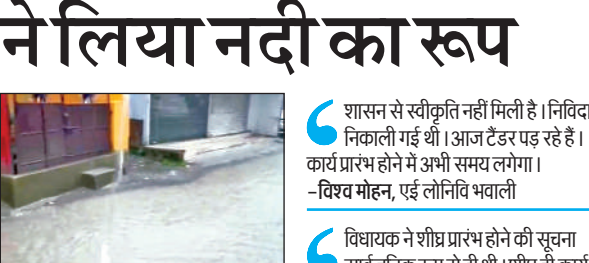 ने लिया नदी का रूप
शासन से स्वीकृति नहीं मिली है। निविदा
निकाली गई थी। आज टैंडर पड़ रहे हैं।
कार्य प्रारंभ होने में अभी समय लगेगा।
-विश्व मोहन, एई लोनिवि भवाली
विधायक ने शीघ्र प्रारंभ होने की सूचना